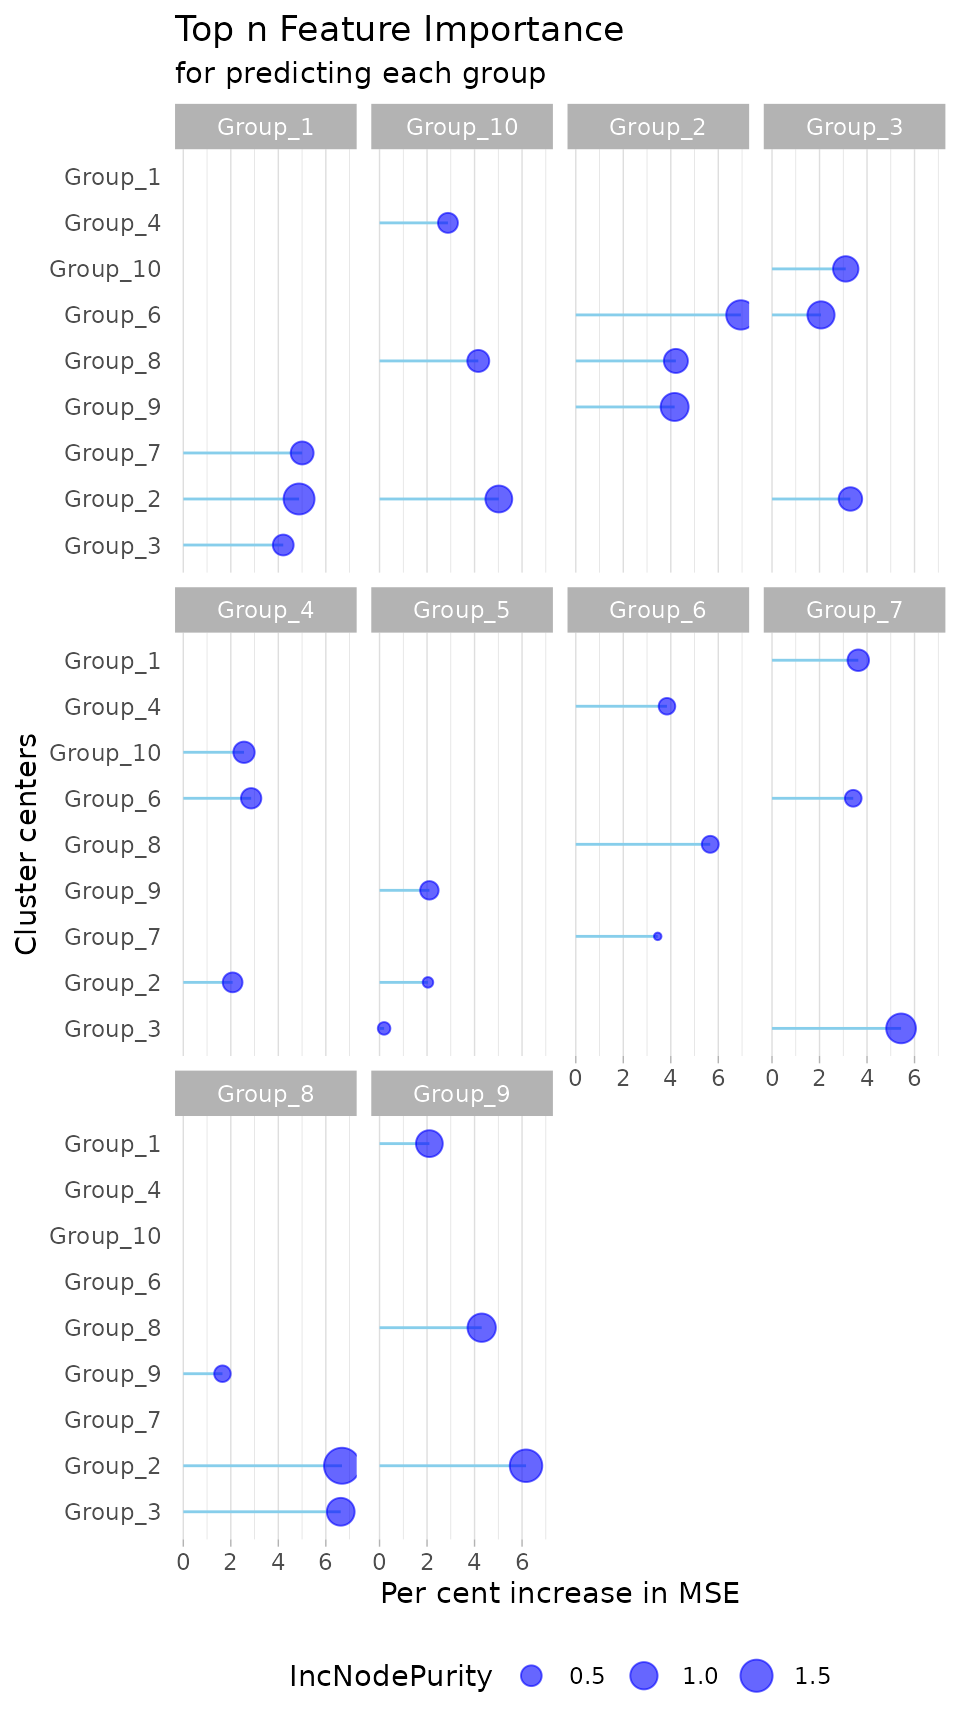 Top n Feature Importance
for predicting each group
Group_1 Group_10 Group_2 Group_3
Group_1
Group_4
Group_10
Group_6
Group_8
Group_9
Group_7
Group_2
Group_3
Group_4 Group_5 Group_6 Group_7
Group_1
Group_4
Group_10
Group_6
Group_8
Group_9
Group_7
Group_2
Group_3
0 2 4 6 0 2 4 6
Cluster centers
Group_8 Group_9
Group_1
Group_4
Group_10
Group_6
Group_8
Group_9
Group_7
Group_2
Group_3
0 2 4 6 0 2 4 6
Per cent increase in MSE
IncNodePurity 0.5 1.0 1.5